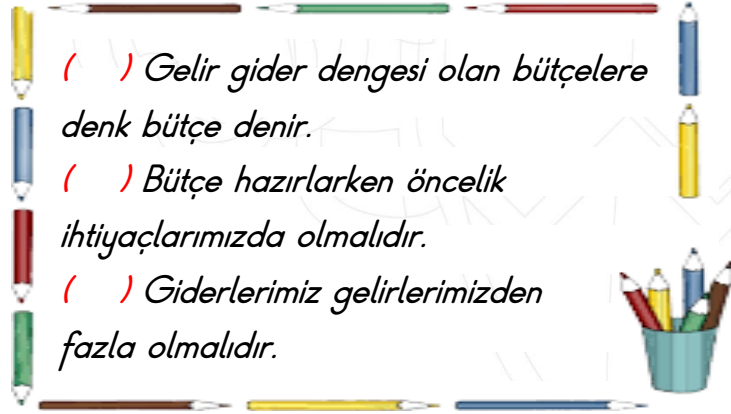 (   ) Gelir gider dengesi olan bütçelere
denk bütçe denir.
(   ) Bütçe hazırlarken öncelik
ihtiyaçlarımızda olmalıdır.
(   ) Giderlerimiz gelirlerimizden
fazla olmalıdır.